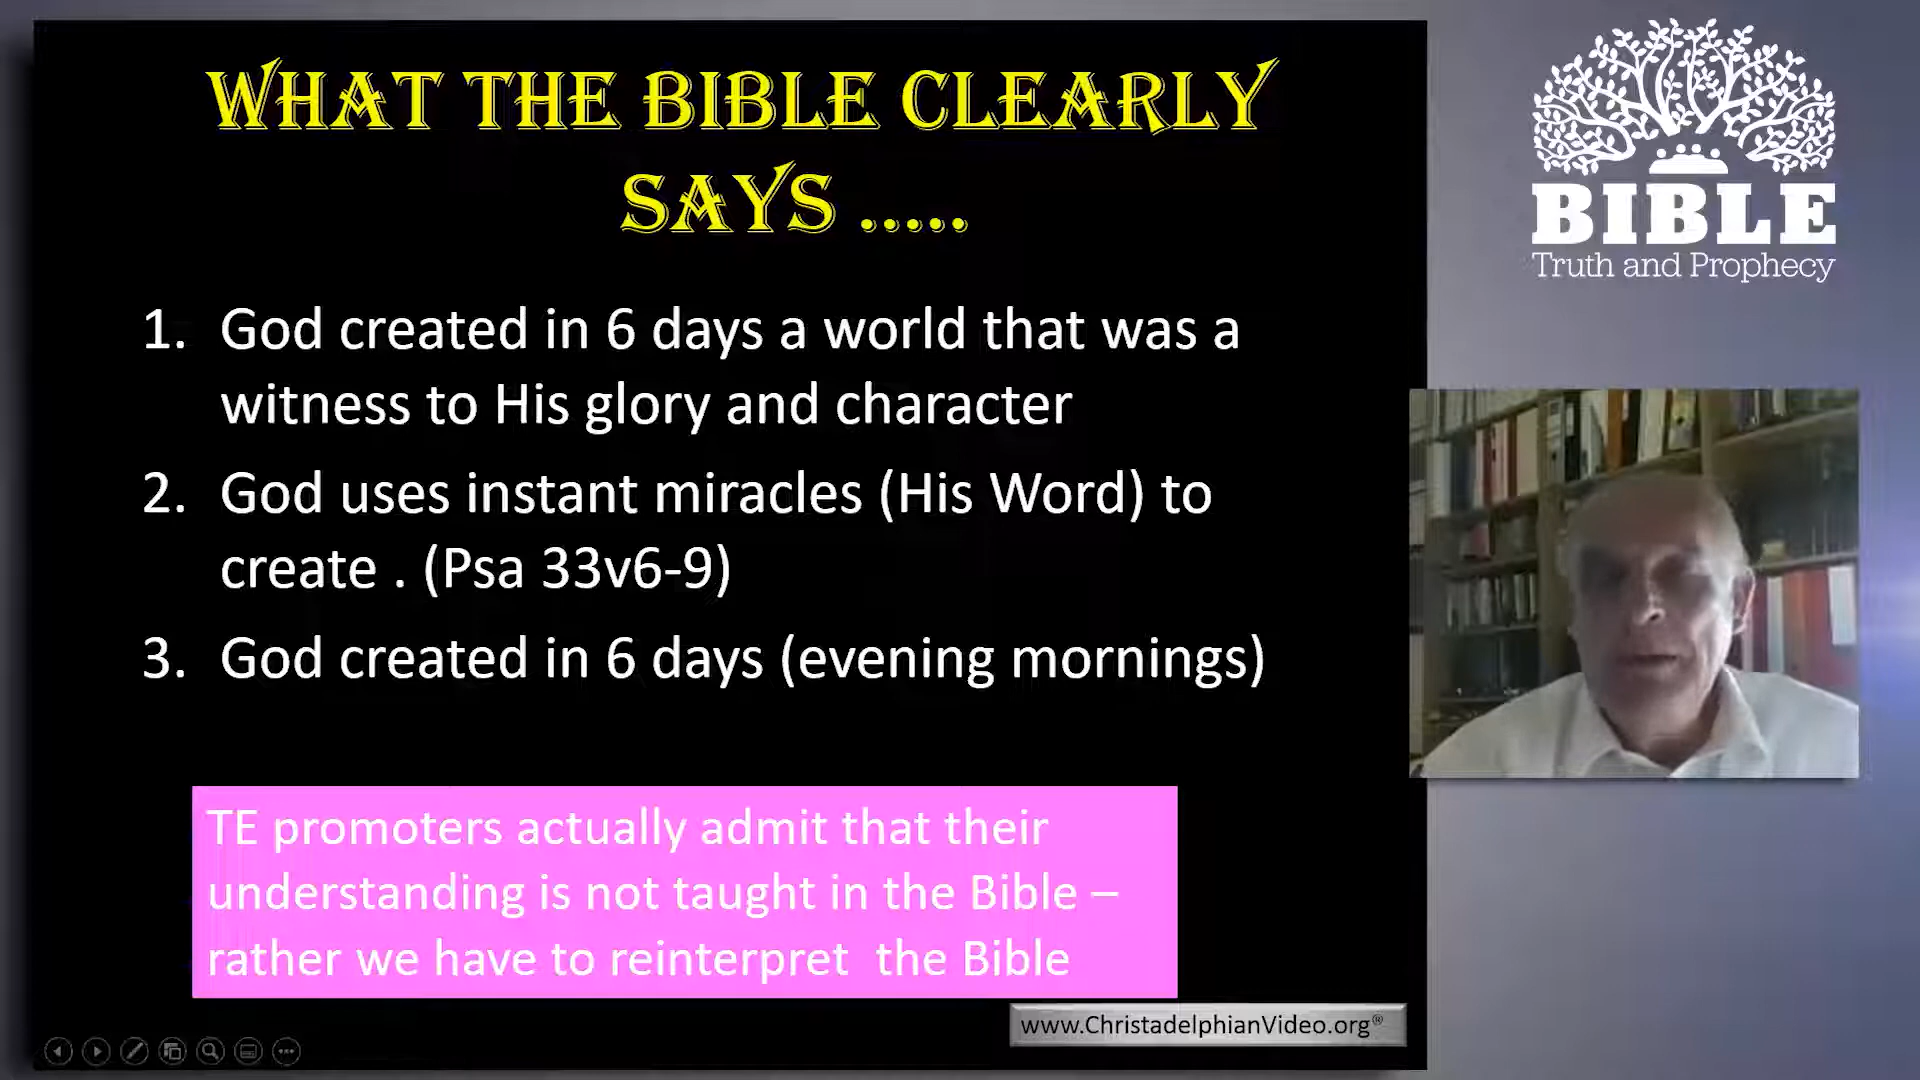 WHAT THE BIBLE CLEARLY
SAYS .....
1. God created in 6 days a world that was a
witness to His glory and character
2. God uses instant miracles (His Word) to
create . (Psa 33v6-9)
3. God created in 6 days (evening mornings)
TE promoters actually admit that their
understanding is not taught in the Bible –
rather we have to reinterpret  the Bible
www.ChristadelphianVideo.org®
BIBLE
Truth and Prophecy